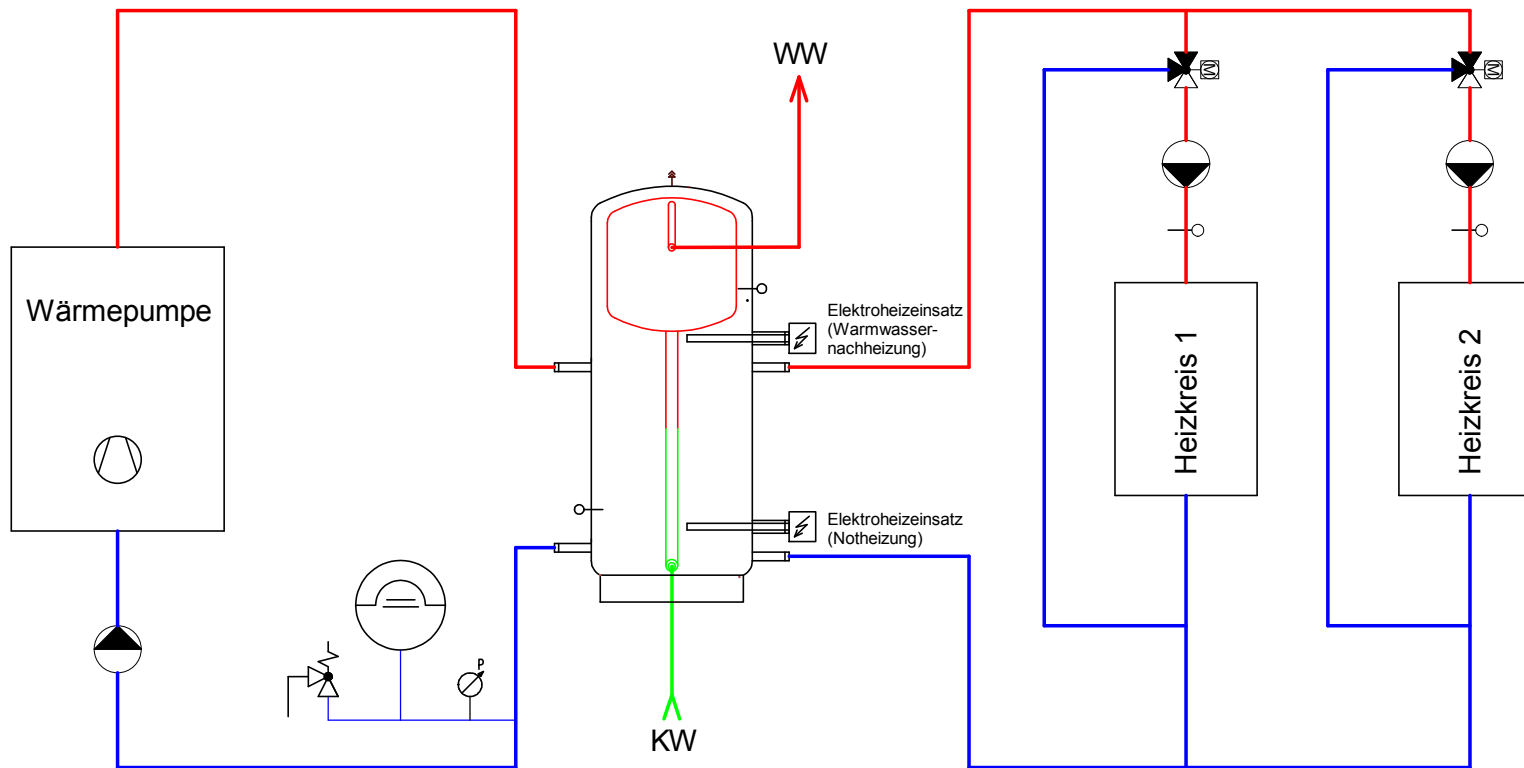 WW
Wärmepumpe
Elektroheizeinsatz
(Warmwasser-
nachheizung)
M
M
Heizkreis 1
Heizkreis 2
Elektroheizeinsatz
(Notheizung)
P
KW